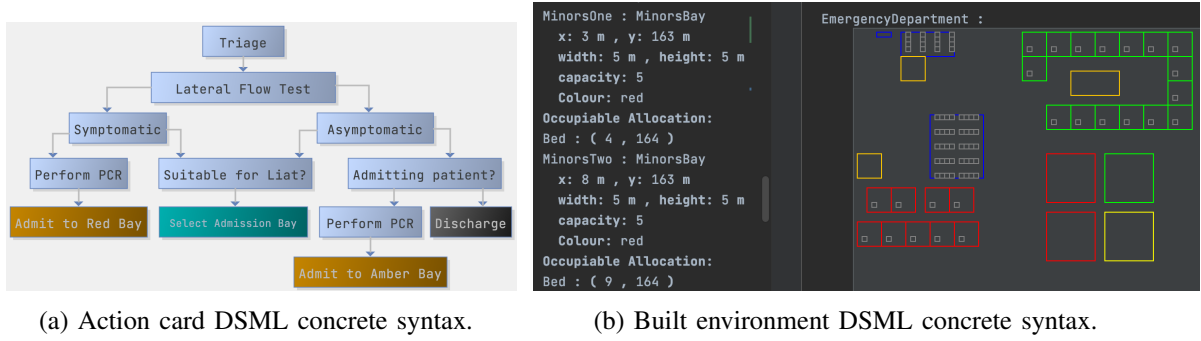 Triage
Lateral Flow Test
Symptomatic
Asymptomatic
Perform PCR
Suitable for Liat?
Admitting patient?
Admit to Red Bay
Select Admission Bay
Perform PCR
Discharge
Admit to Amber Bay
(a) Action card DSML concrete syntax.
MinorsOne : MinorsBay
x: 3 m , y: 163 m
width: 5 m , height: 5 m
capacity: 5
Colour: red
Occupiable Allocation:
Bed : ( 4 , 164 )
MinorsTwo : MinorsBay
x: 8 m , y: 163 m
width: 5 m , height: 5 m
capacity: 5
Colour: red
Occupiable Allocation:
Bed : ( 9 , 164 )
EmergencyDepartment :
(b) Built environment DSML concrete syntax.